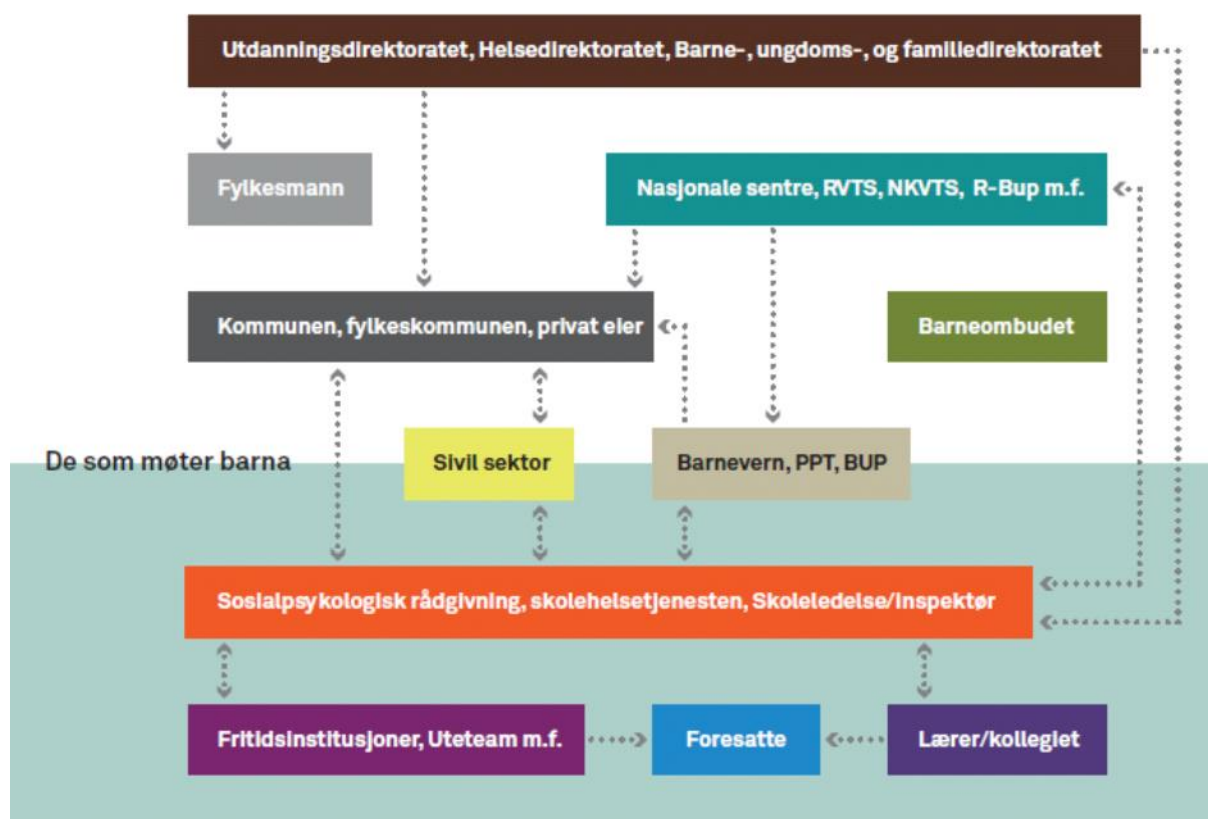 Utdanningsdirektoratet, Helsedirektoratet, Barne-, ungdoms-, og familiedirektoratet
Fylkesmann
Nasjonale sentre, RVTS, NKVTS, R-Bup m.f.
Kommunen, fylkeskommunen, privat eier
Barneombudet
De som møter barna
Sivil sektor
Barnevern, PPT, BUP
Sosialpsykologisk rådgivning, skolehelsetjenesten, Skoleledelse/inspektør
Fritidsinstitusjoner, Uteteam m.f.
Foresatte
Lærer/kollegiet